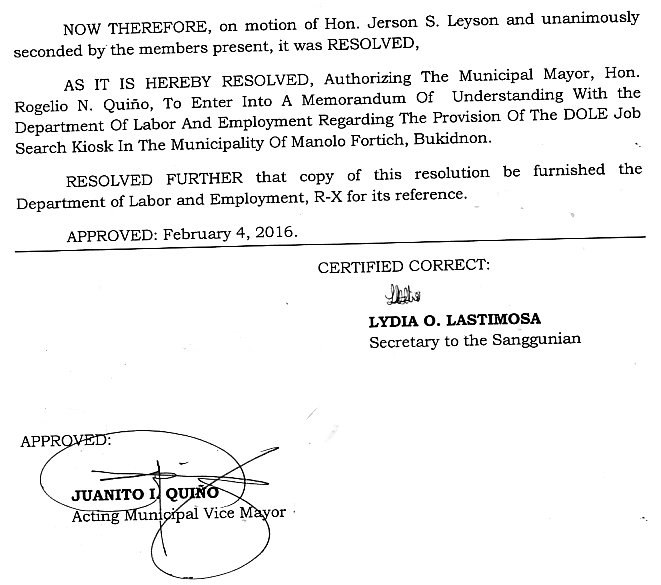 NOW THEREFORE, on motion of Hon. Jerson S. Leyson and unanimously
seconded by the members present, it was RESOLVED,
AS IT IS HEREBY RESOLVED, Authorizing The Municipal Mayor, Hon.
Rogelio N. Quiño, To Enter Into A Memorandum Of Understanding With the
Department Of Labor And Employment Regarding The Provision Of The DOLE Job
Search Kiosk In The Municipality Of Manolo Fortich, Bukidnon.
RESOLVED FURTHER that copy of this resolution be furnished the
Department of Labor and Employment, R-X for its reference.
APPROVED: February 4, 2016.
CERTIFIED CORRECT:
LYDIA O. LASTIMOSA
Secretary to the Sanggunian
APPROVED:
JUANITO I. QUIÑO
Acting Municipal Vice Mayor